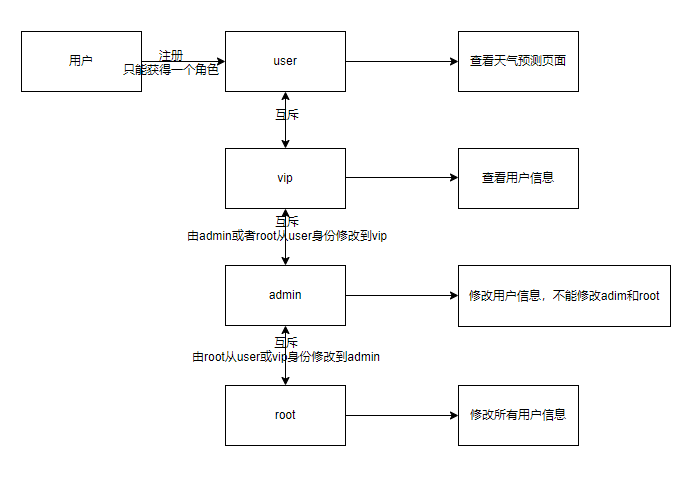 用户
注册
只能获得一个角色
user
查看天气预测页面
互斥
vip
查看用户信息
互斥
由admin或者root从user身份修改到vip
admin
修改用户信息，不能修改adim和root
互斥
由root从user或vip身份修改到admin
root
修改所有用户信息